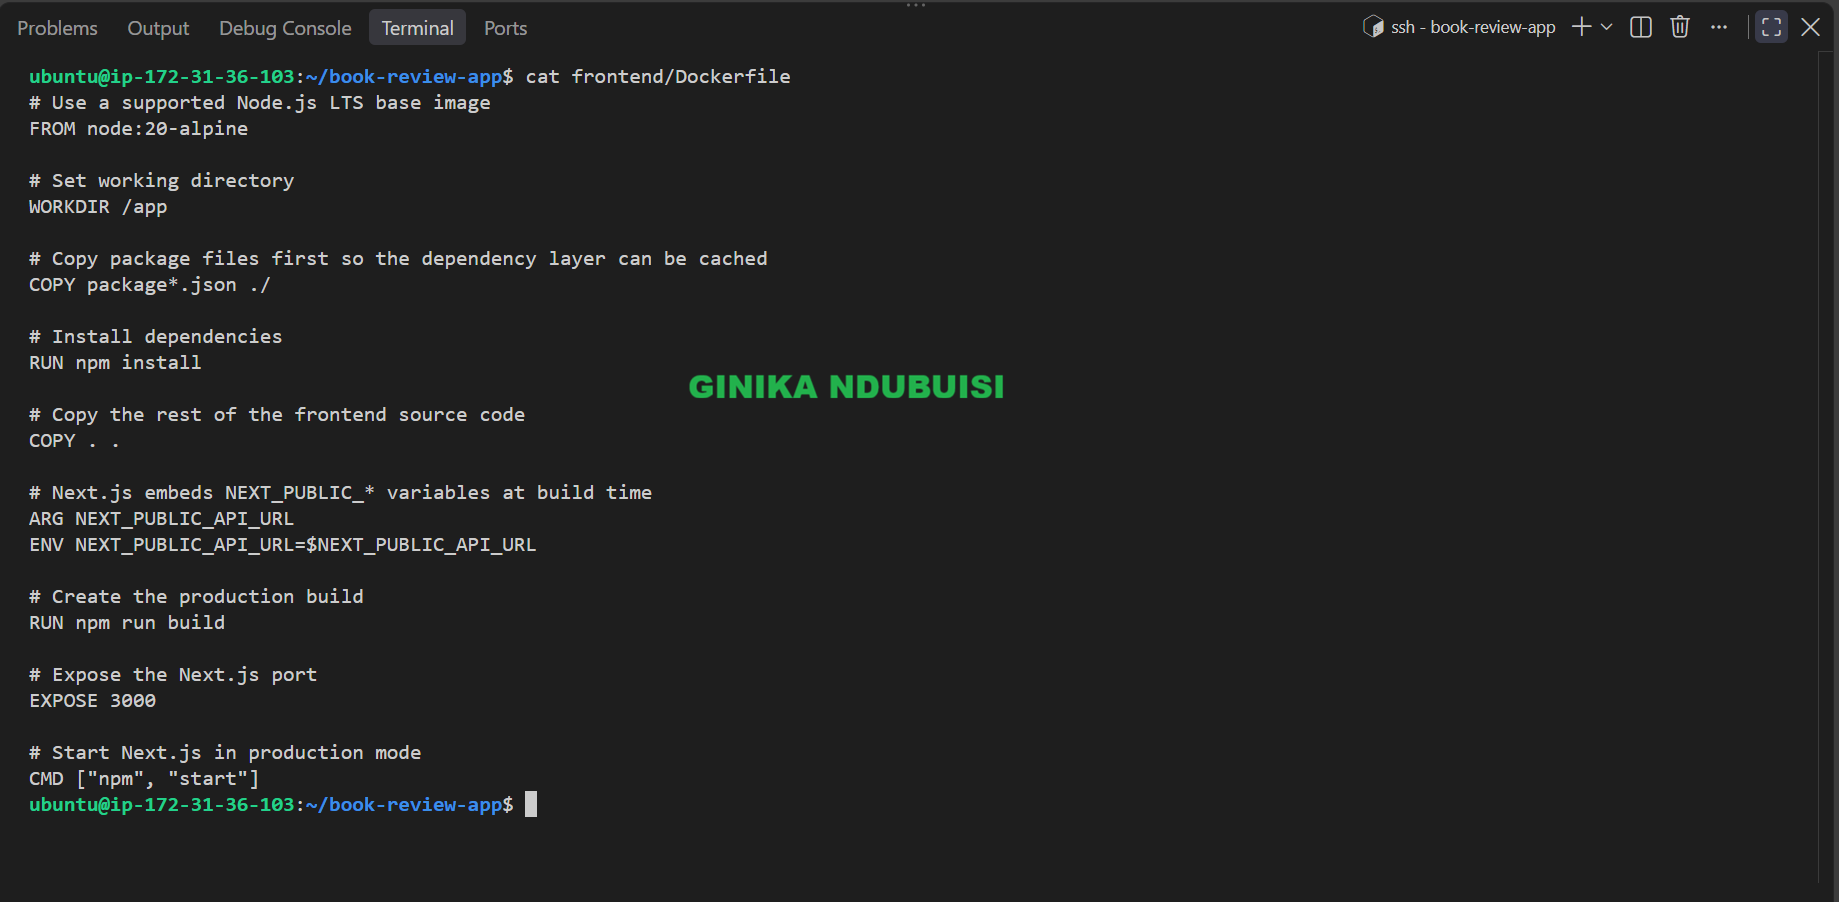 Problems Output Debug Console Terminal Ports ssh - book-review-app
ubuntu@ip-172-31-36-103:~/book-review-app$ cat frontend/Dockerfile
# Use a supported Node.js LTS base image
FROM node:20-alpine
# Set working directory
WORKDIR /app
# Copy package files first so the dependency layer can be cached
COPY package*.json ./
# Install dependencies
RUN npm install
GINIKA NDUBUISI
# Copy the rest of the frontend source code
COPY . .
# Next.js embeds NEXT_PUBLIC_* variables at build time
ARG NEXT_PUBLIC_API_URL
ENV NEXT_PUBLIC_API_URL=$NEXT_PUBLIC_API_URL
# Create the production build
RUN npm run build
# Expose the Next.js port
EXPOSE 3000
# Start Next.js in production mode
CMD ["npm", "start"]
ubuntu@ip-172-31-36-103:~/book-review-app$